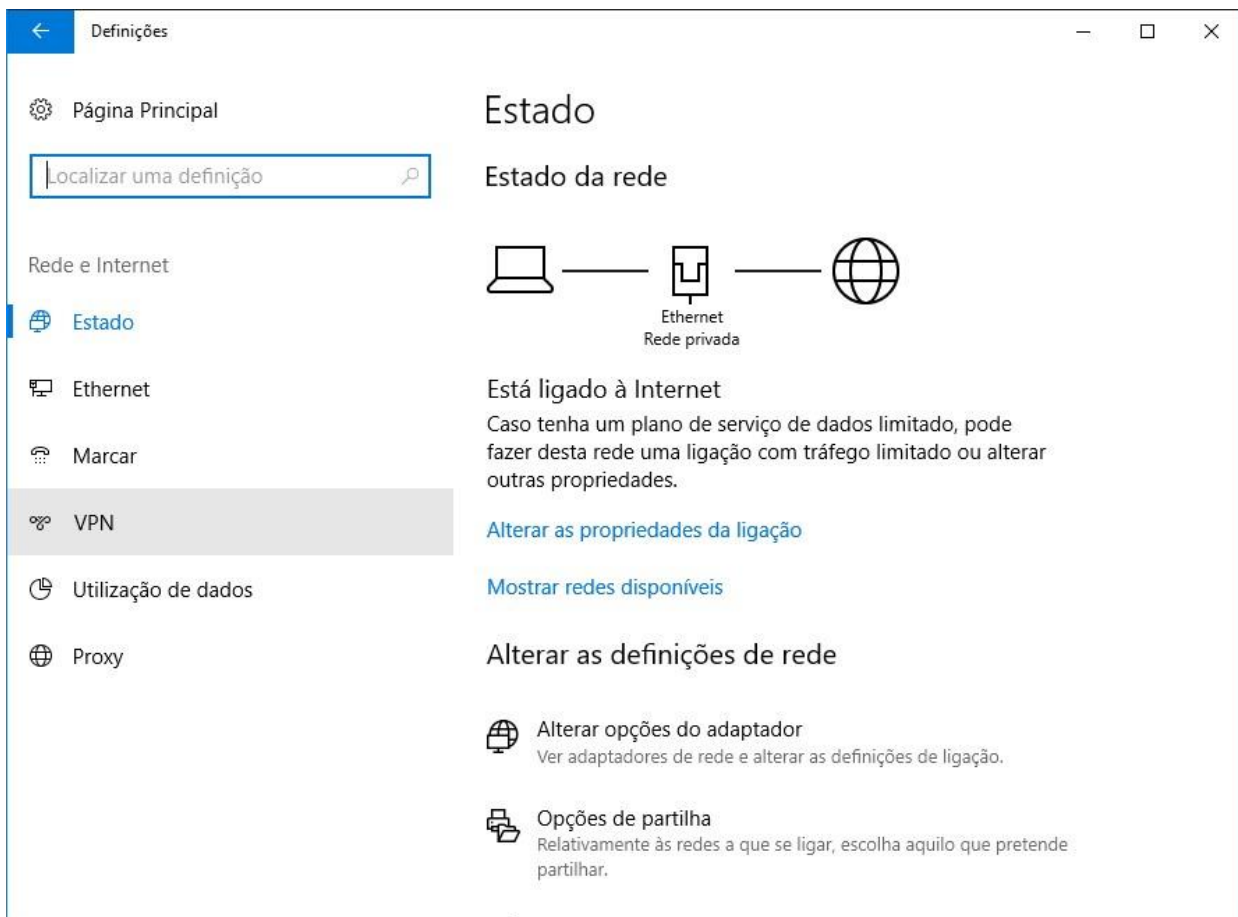 Definições
Página Principal
Localizar uma definição
Rede e Internet
Estado
Ethernet
Marcar
VPN
Utilização de dados
Proxy
Estado
Estado da rede
Ethernet
Rede privada
Está ligado à Internet
Caso tenha um plano de serviço de dados limitado, pode
fazer desta rede uma ligação com tráfego limitado ou alterar
outras propriedades.
Alterar as propriedades da ligação
Mostrar redes disponíveis
Alterar as definições de rede
Alterar opções do adaptador
Ver adaptadores de rede e alterar as definições de ligação.
Opções de partilha
Relativamente às redes a que se ligar, escolha aquilo que pretende
partilhar.